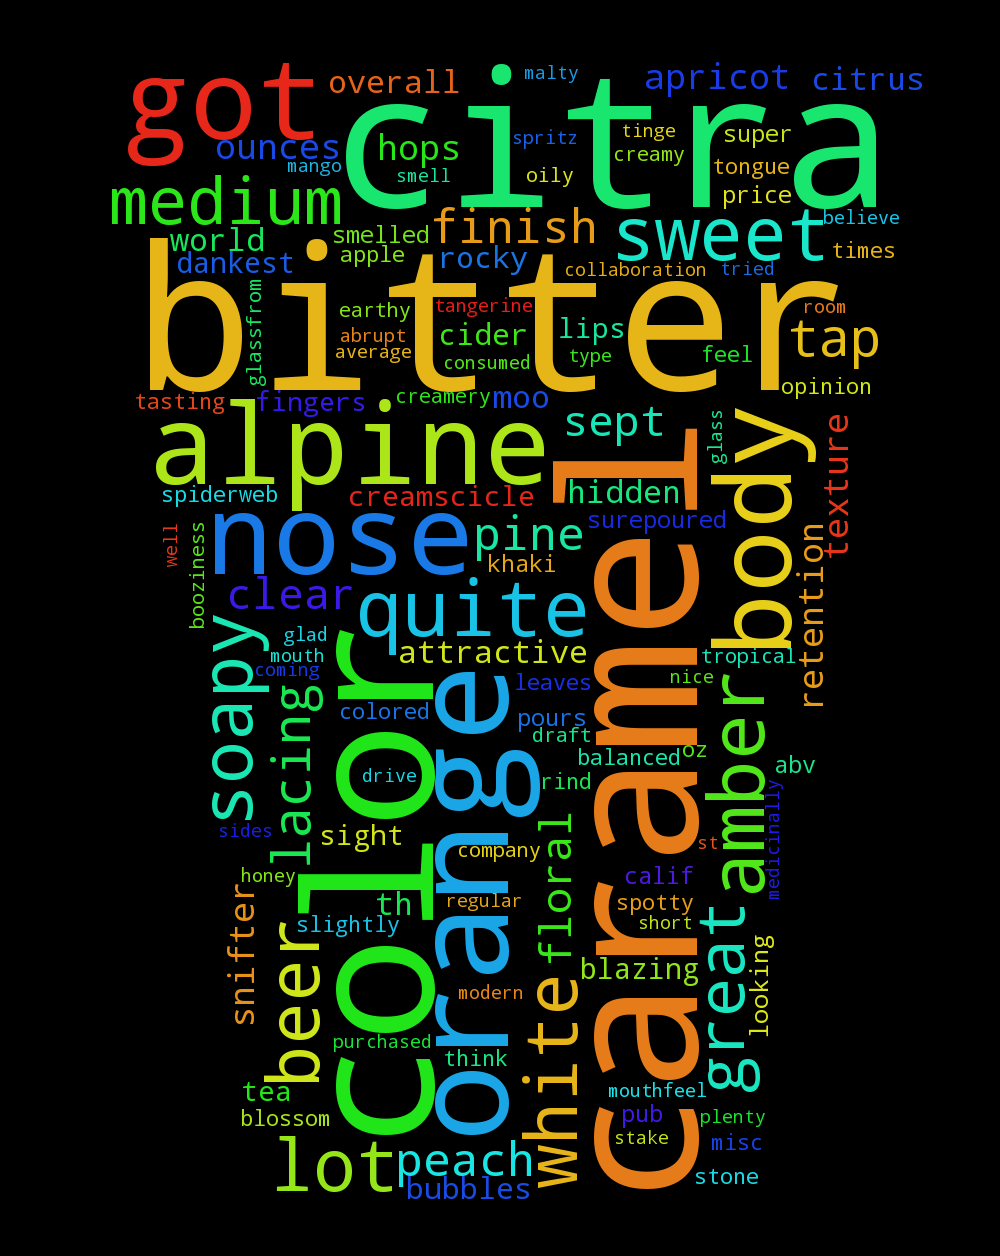 malty
got
citra
overall
apricot
citrus
tinge
super
spritz
ounces
hops
creamy
mango
smell
oily
tongue
price
medium
sweet
believe
finish
world
smelled
apple
times
dankest
rocky
collaboration
tried
bitter
glassfrom
earthy
tangerine
room
abrupt
cider
lips
tap
average
consumed
type
feel
opinion
tasting
fingers
creamery
moo
alpine
sept
glass
body
texture
caramel
spiderweb
creamscicle
hidden
nose
pine
surepoured
well
booziness
khaki
retention
clear
quite
soapy
glad
mouth
attractive
tropical
coming
color
orange
leaves
nice
lacing
colored
pours
amber
draft
balanced
oz
abv
drive
rind
medicinally
sides
sight
floral
company
st
honey
calif
snifter
th
regular
spotty
great
slightly
short
beer
blazing
looking
white
modern
purchased
think
tea
mouthfeel
blossom
pub
plenty
stake
misc
lot
peach
stone
bubbles